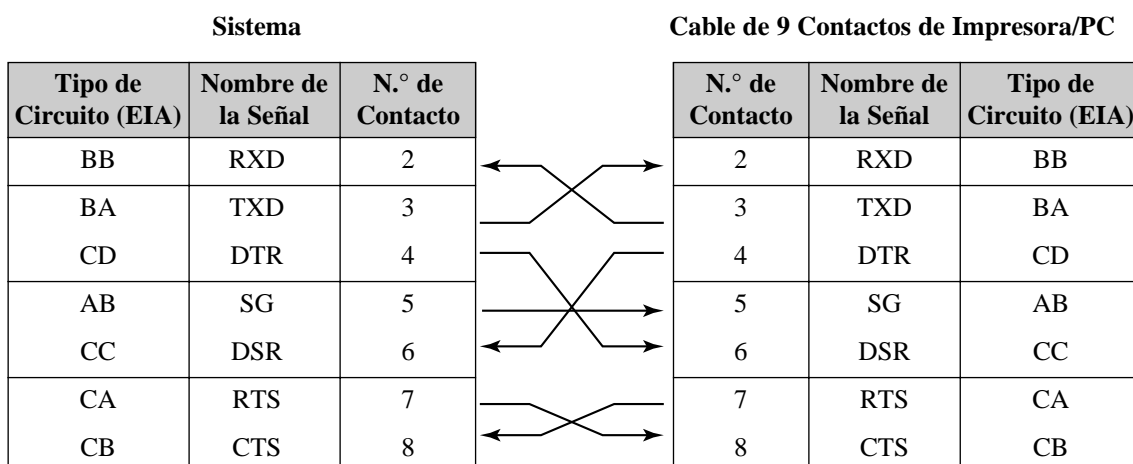 Sistema Cable de 9 Contactos de Impresora/PC
Tipo de Nombre de N.° de N.° de Nombre de Tipo de
Circuito (EIA) la Señal Contacto Contacto la Señal Circuito (EIA)
BB RXD 2 2 RXD BB
BA TXD 3 3 TXD BA
CD DTR 4 4 DTR CD
AB SG 5 5 SG AB
CC DSR 6 6 DSR CC
CA RTS 7 7 RTS CA
CB CTS 8 8 CTS CB